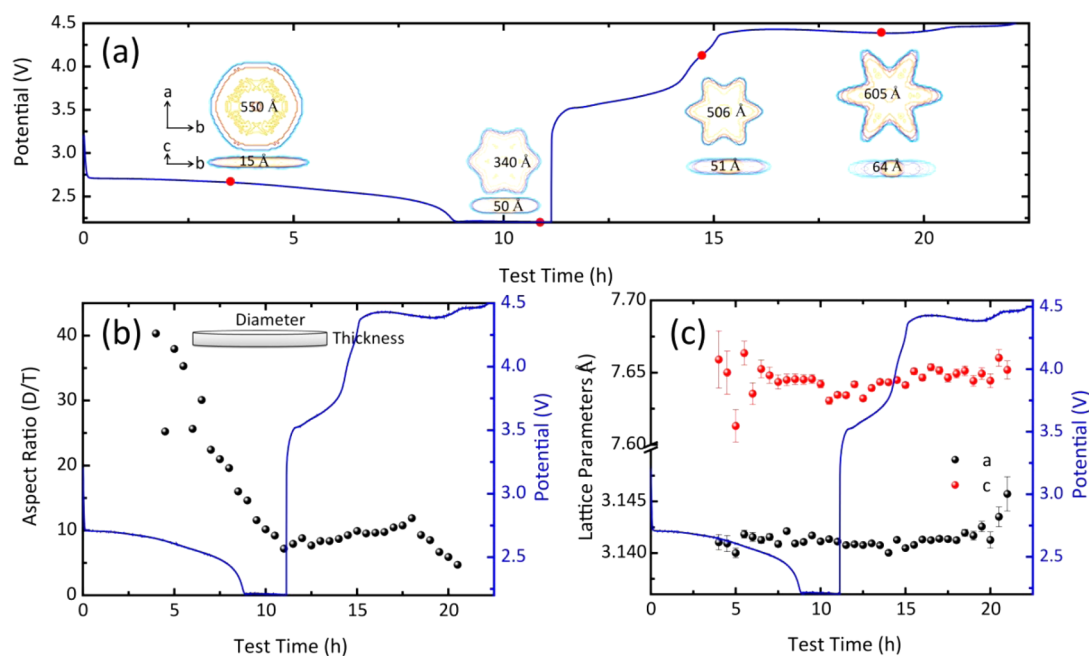 (a)
Potential (V)
4.5
4.0
3.5
3.0
2.5
a
b
c
b
550 Å
15 Å
340 Å
50 Å
506 Å
51 Å
605 Å
64 Å
0 5 10 15 20
Test Time (h)
(b)
Aspect Ratio (D/T)
40
30
20
10
0
Diameter
Thickness
4.5
4.0
3.5
3.0
2.5
Potential (V)
0 5 10 15 20
Test Time (h)
(c)
Lattice Parameters Å
7.70
7.65
7.60
3.145
3.140
a
c
4.5
4.0
3.5
3.0
2.5
Potential (V)
0 5 10 15 20
Test Time (h)